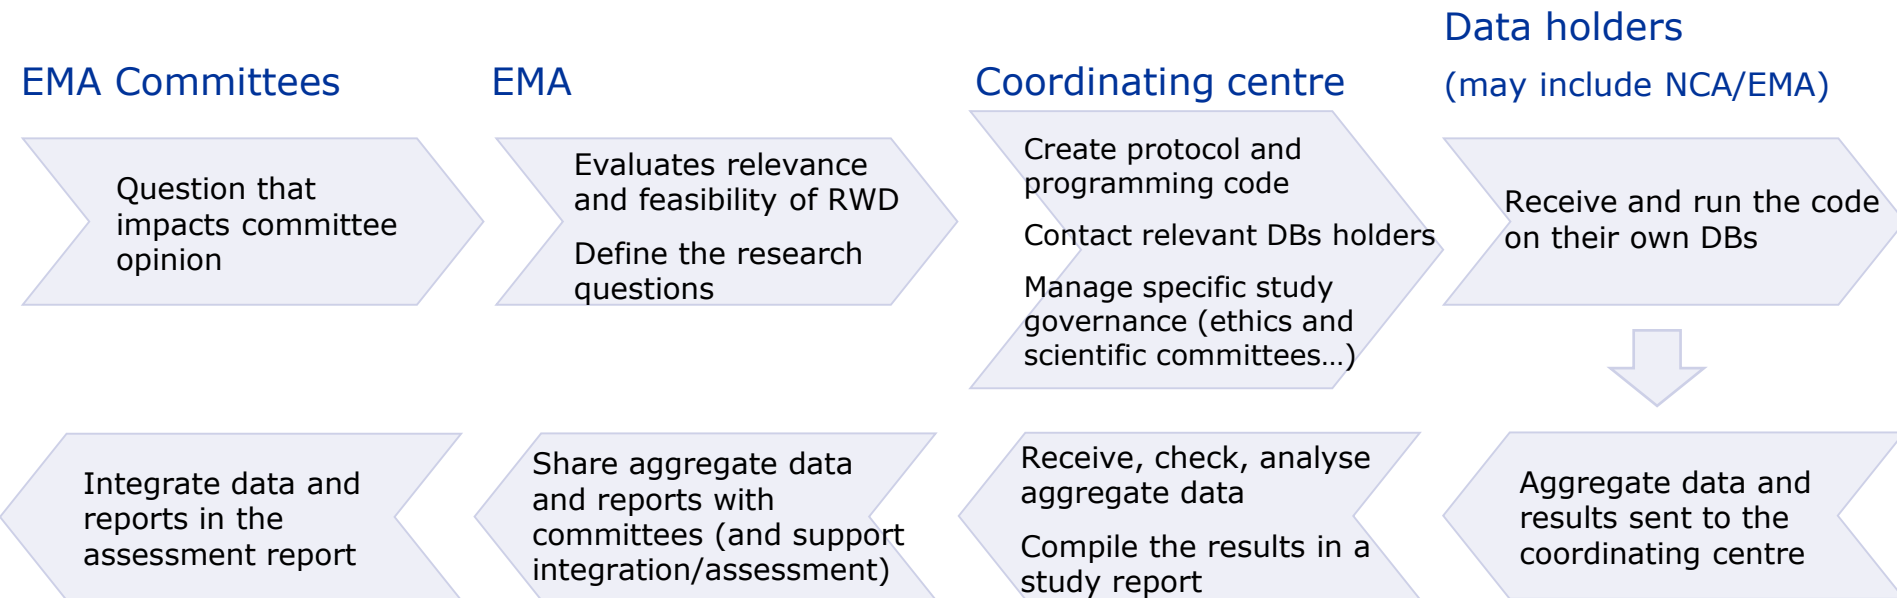 EMA Committees
EMA
Coordinating centre
Data holders
(may include NCA/EMA)
Question that
impacts committee
opinion
Evaluates relevance
and feasibility of RWD
Define the research
questions
Create protocol and
programming code
Contact relevant DBs holders
Manage specific study
governance (ethics and
scientific committees…)
Receive and run the code
on their own DBs
Integrate data and
reports in the
assessment report
Share aggregate data
and reports with
committees (and support
integration/assessment)
Receive, check, analyse
aggregate data
Compile the results in a
study report
Aggregate data and
results sent to the
coordinating centre